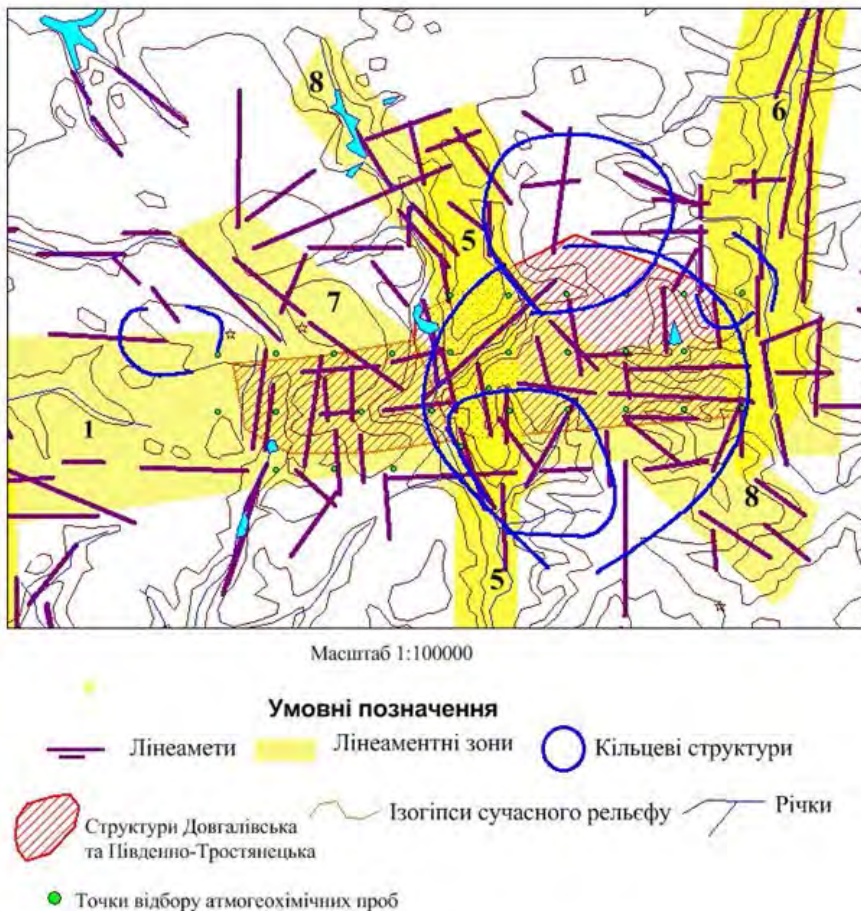 8
6
5
7
1
8
5
Масштаб 1:100000
Умовні позначення
Лінеамети
Лінеаментні зони
Кільцеві структури
Структури Довгалівська
та Південно-Тростянецька
Ізогіпси сучасного рельєфу
Річки
Точки відбору атмогеохімічних проб